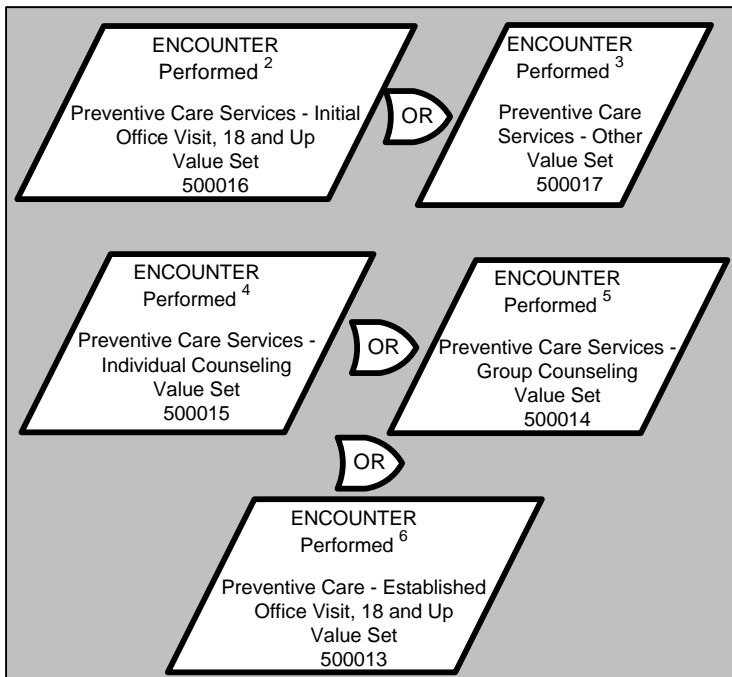 ENCOUNTER
Performed 2
Preventive Care Services - Initial
Office Visit, 18 and Up
Value Set
500016
OR
ENCOUNTER
Performed 3
Preventive Care
Services - Other
Value Set
500017
ENCOUNTER
Performed 4
Preventive Care Services -
Individual Counseling
Value Set
500015
OR
ENCOUNTER
Performed 5
Preventive Care Services -
Group Counseling
Value Set
500014
OR
ENCOUNTER
Performed 6
Preventive Care - Established
Office Visit, 18 and Up
Value Set
500013